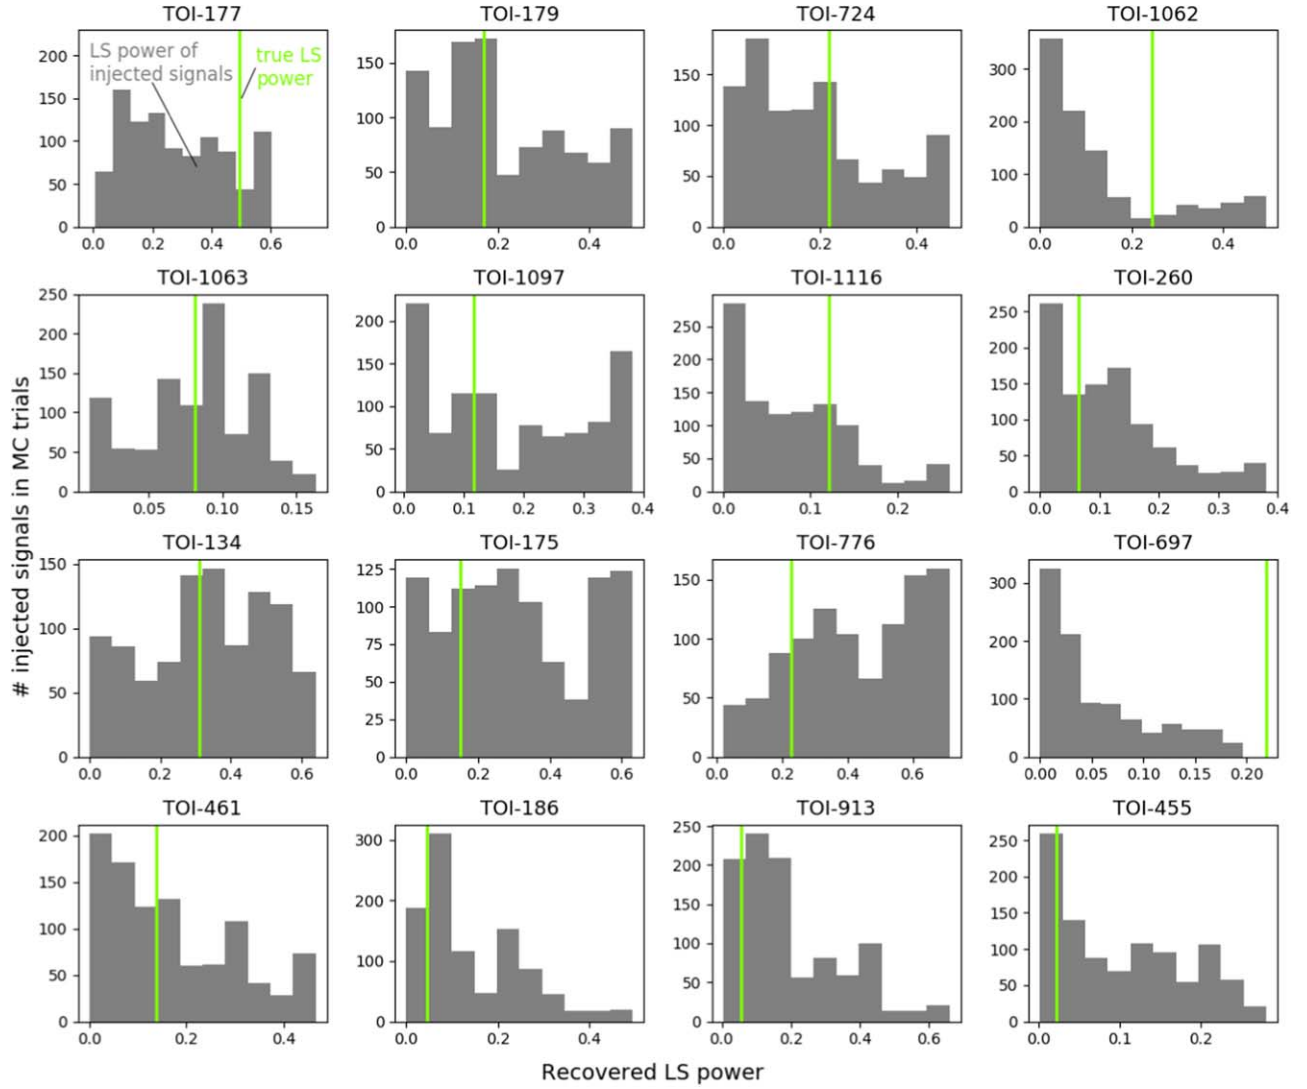 TOI-177
TOI-179
TOI-724
TOI-1062
LS power of
injected signals
true LS
power
200
150
100
50
0
0.0 0.2 0.4 0.6
150
100
50
0
0.0 0.2 0.4
150
100
50
0
0.0 0.2 0.4
300
200
100
0
0.0 0.2 0.4
TOI-1063
TOI-1097
TOI-1116
TOI-260
250
200
150
100
50
0
0.05 0.10 0.15
200
150
100
50
0
0.0 0.1 0.2 0.3 0.4
250
200
150
100
50
0
0.0 0.1 0.2
250
200
150
100
50
0
0.0 0.1 0.2 0.3 0.4
# injected signals in MC trials
TOI-134
TOI-175
TOI-776
TOI-697
150
100
50
0
0.0 0.2 0.4 0.6
125
100
75
50
25
0
0.0 0.2 0.4 0.6
150
100
50
0
0.0 0.2 0.4 0.6
300
200
100
0
0.00 0.05 0.10 0.15 0.20
TOI-461
TOI-186
TOI-913
TOI-455
200
150
100
50
0
0.0 0.2 0.4
300
200
100
0
0.0 0.2 0.4
250
200
150
100
50
0
0.0 0.2 0.4 0.6
250
200
150
100
50
0
0.0 0.1 0.2
Recovered LS power